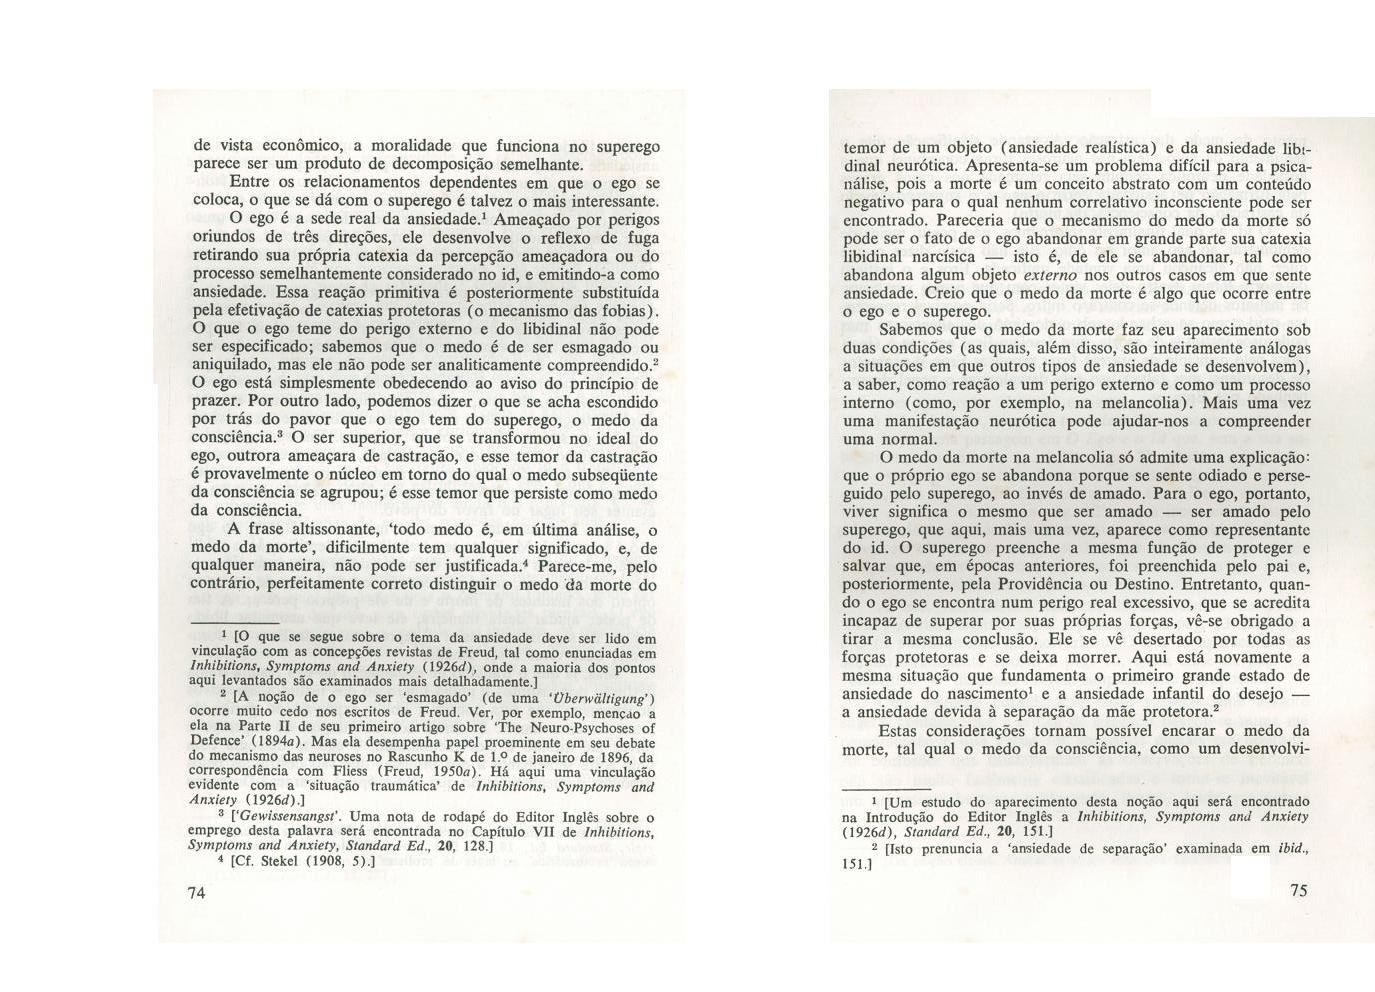 de vista econômico, a moralidade que funciona no superego
parece ser um produto de decomposição semelhante.
Entre os relacionamentos dependentes em que o ego se
coloca, o que se dá com o superego é talvez o mais interessante.
O ego é a sede real da ansiedade.¹ Ameaçado por perigos
oriundos de três direções, ele desenvolve o reflexo de fuga
retirando sua própria catexia da percepção ameaçadora ou do
processo semelhantemente considerado no id, e emitindo-a como
ansiedade. Essa reação primitiva é posteriormente substituída
pela efetivação de catexias protetoras (o mecanismo das fobias).
O que o ego teme do perigo externo e do libidinal não pode
ser especificado; sabemos que o medo é de ser esmagado ou
aniquilado, mas ele não pode ser analiticamente compreendido.²
O ego está simplesmente obedecendo ao aviso do princípio de
prazer. Por outro lado, podemos dizer o que se acha escondido
por trás do pavor que o ego tem do superego, o medo da
consciência.³ O ser superior, que se transformou no ideal do
ego, outrora ameaçara de castração, e esse temor da castração
é provavelmente o núcleo em torno do qual o medo subseqüente
da consciência se agrupou; é esse temor que persiste como medo
da consciência.
A frase altissonante, ‘todo medo é, em última análise, o
medo da morte’, dificilmente tem qualquer significado, e, de
qualquer maneira, não pode ser justificada.⁴ Parece-me, pelo
contrário, perfeitamente correto distinguir o medo da morte do
¹ [O que se segue sobre o tema da ansiedade deve ser lido em
vinculação com as concepções revistas de Freud, tal como enunciadas em
Inhibitions, Symptoms and Anxiety (1926d), onde a maioria dos pontos
aqui levantados são examinados mais detalhadamente.]
² [A noção de o ego ser ‘esmagado’ (de uma ‘Überwältigung’)
ocorre muito cedo nos escritos de Freud. Ver, por exemplo, mencao a
ela na Parte II de seu primeiro artigo sobre ‘The Neuro-Psychoses of
Defence’ (1894a). Mas ela desempenha papel proeminente em seu debate
do mecanismo das neuroses no Rascunho K de 1.º de janeiro de 1896, da
correspondência com Fliess (Freud, 1950a). Há aqui uma vinculação
evidente com a ‘situação traumática’ de Inhibitions, Symptoms and
Anxiety (1926d).]
³ [‘Gewissensangst’. Uma nota de rodapé do Editor Inglês sobre o
emprego desta palavra será encontrada no Capítulo VII de Inhibitions,
Symptoms and Anxiety, Standard Ed., 20, 128.]
⁴ [Cf. Stekel (1908, 5).]
74
temor de um objeto (ansiedade realística) e da ansiedade libi-
dinal neurótica. Apresenta-se um problema difícil para a psica-
nálise, pois a morte é um conceito abstrato com um conteúdo
negativo para o qual nenhum correlativo inconsciente pode ser
encontrado. Pareceria que o mecanismo do medo da morte só
pode ser o fato de o ego abandonar em grande parte sua catexia
libidinal narcísica — isto é, de ele se abandonar, tal como
abandona algum objeto externo nos outros casos em que sente
ansiedade. Creio que o medo da morte é algo que ocorre entre
o ego e o superego.
Sabemos que o medo da morte faz seu aparecimento sob
duas condições (as quais, além disso, são inteiramente análogas
a situações em que outros tipos de ansiedade se desenvolvem),
a saber, como reação a um perigo externo e como um processo
interno (como, por exemplo, na melancolia). Mais uma vez
uma manifestação neurótica pode ajudar-nos a compreender
uma normal.
O medo da morte na melancolia só admite uma explicação:
que o próprio ego se abandona porque se sente odiado e perse-
guido pelo superego, ao invés de amado. Para o ego, portanto,
viver significa o mesmo que ser amado — ser amado pelo
superego, que aqui, mais uma vez, aparece como representante
do id. O superego preenche a mesma função de proteger e
salvar que, em épocas anteriores, foi preenchida pelo pai e,
posteriormente, pela Providência ou Destino. Entretanto, quan-
do o ego se encontra num perigo real excessivo, que se acredita
incapaz de superar por suas próprias forças, vê-se obrigado a
tirar a mesma conclusão. Ele se vê desertado por todas as
forças protetoras e se deixa morrer. Aqui está novamente a
mesma situação que fundamenta o primeiro grande estado de
ansiedade do nascimento¹ e a ansiedade infantil do desejo —
a ansiedade devida à separação da mãe protetora.²
Estas considerações tornam possível encarar o medo da
morte, tal qual o medo da consciência, como um desenvolvi-
¹ [Um estudo do aparecimento desta noção aqui será encontrado
na Introdução do Editor Inglês a Inhibitions, Symptoms and Anxiety
(1926d), Standard Ed., 20, 151.]
² [Isto prenuncia a ‘ansiedade de separação’ examinada em ibid.,
151.]
75